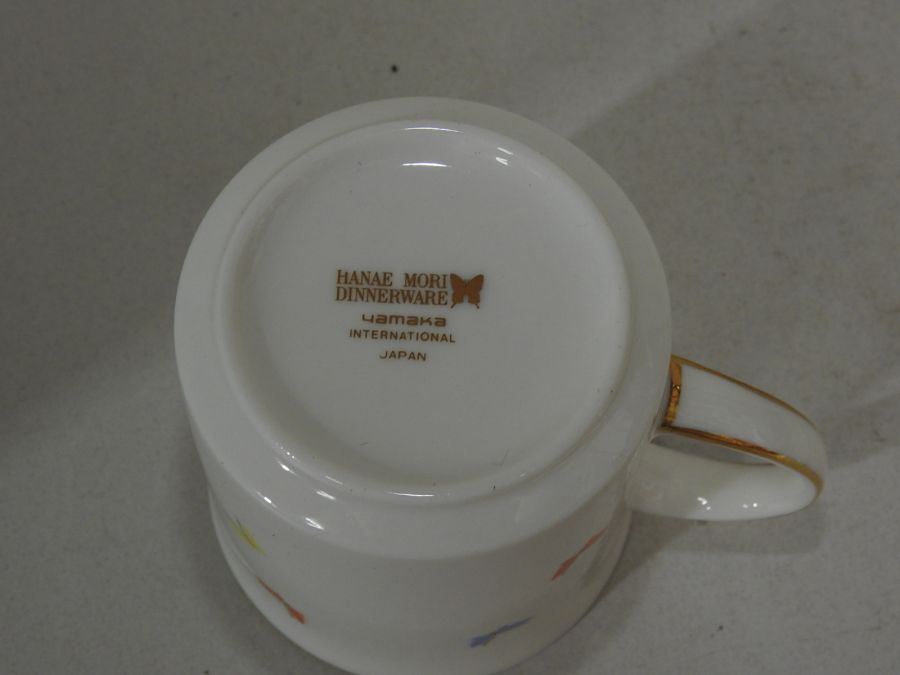 HANAE MORI
DINNERWARE
yamaka
INTERNATIONAL
JAPAN